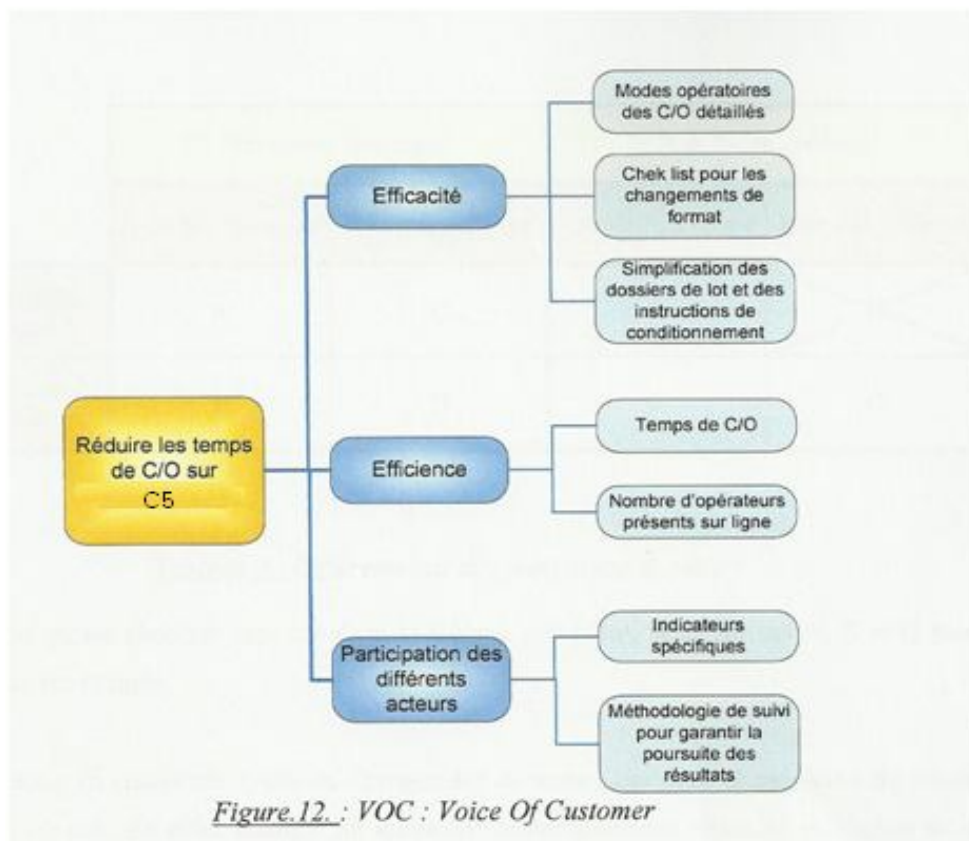 Réduire les temps
de C/O sur
C5
Efficacité
Modes opératoires
des C/O détaillés
Chek list pour les
changements de
format
Simplification des
dossiers de lot et des
instructions de
conditionnement
Efficience
Temps de C/O
Nombre d'opérateurs
présents sur ligne
Participation des
différents
acteurs
Indicateurs
spécifiques
Méthodologie de suivi
pour garantir la
poursuite des
résultats
Figure.12. : VOC : Voice Of Customer